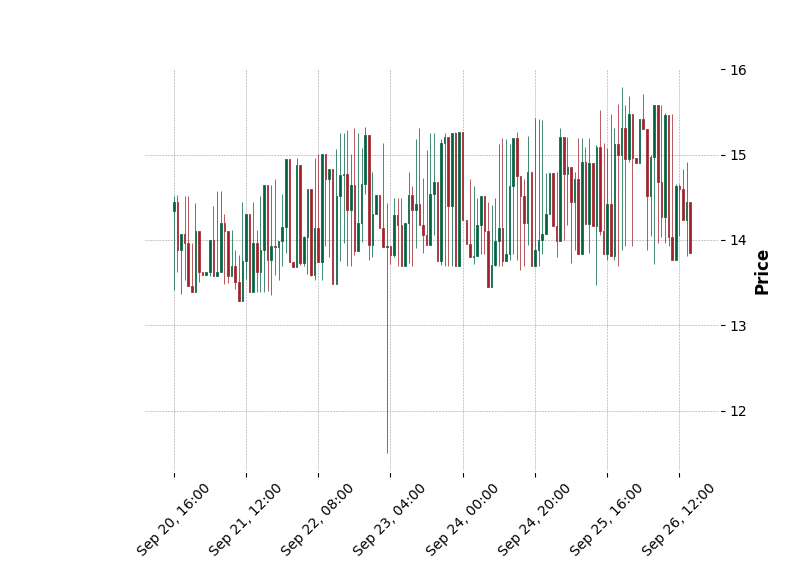 16
15
14
13
12
Price
Sep 20, 16:00
Sep 21, 12:00
Sep 22, 08:00
Sep 23, 04:00
Sep 24, 00:00
Sep 24, 20:00
Sep 25, 16:00
Sep 26, 12:00